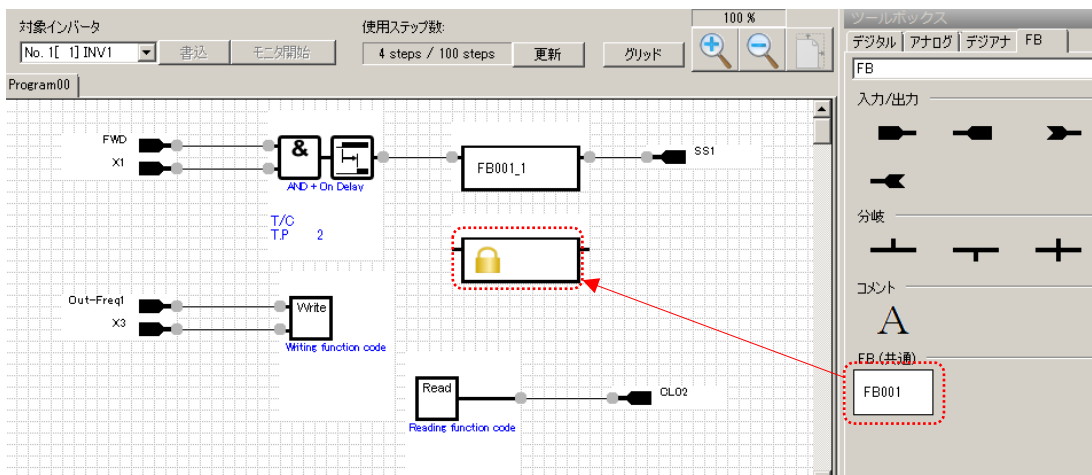 対象インバータ
No. 1[ 1] INV1
書込
モニタ開始
使用ステップ数:
4 steps / 100 steps
更新
グリッド
100 %
Program00
FWD
X1
&
AND + On Delay
T/C
T.P 2
FB001_1
SS1
Out-Freq1
X3
Write
Writing function code
Read
Reading function code
CLO2
ツールボックス
デジタル
アナログ
デジアナ
FB
FB
入力/出力
分岐
コメント
A
FB (共通)
FB001